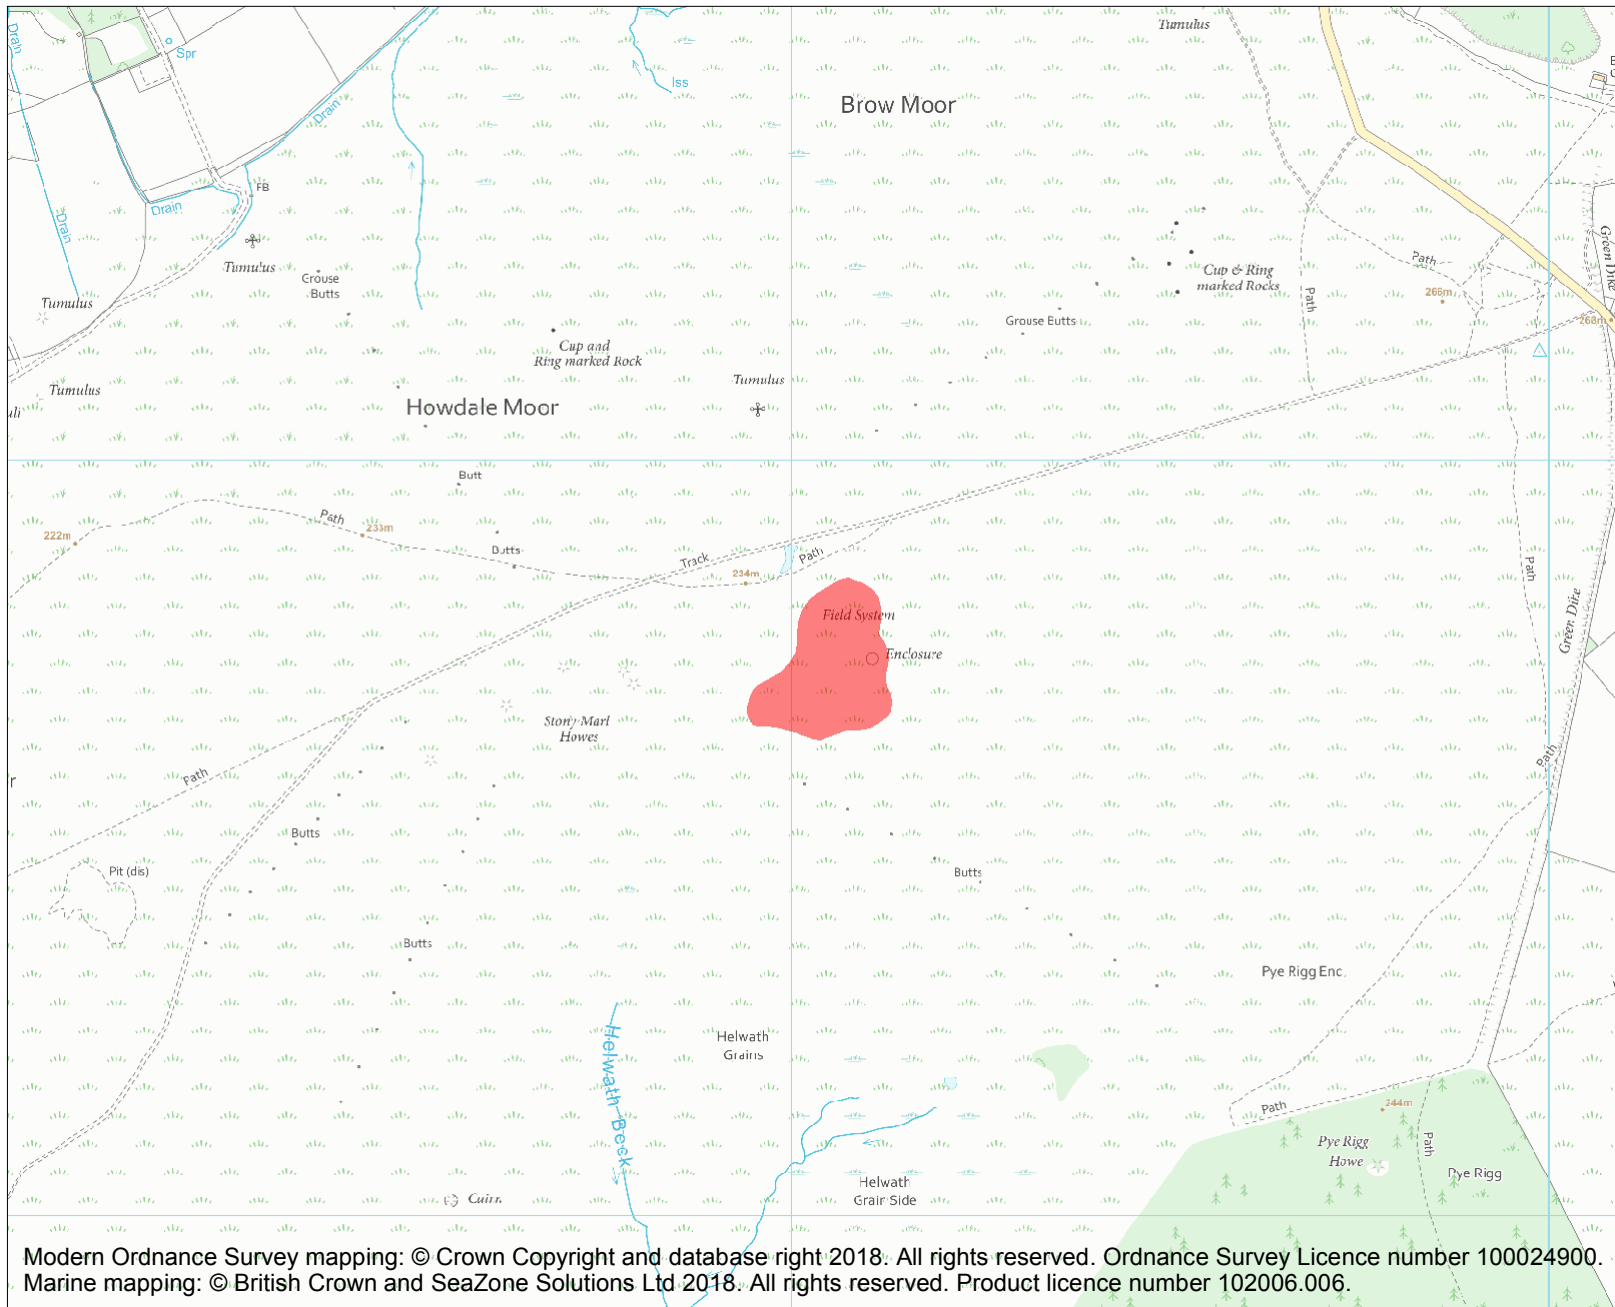 Tumulus
Drain
Spr
Iss
Brow Moor
Drain
FB
Drain
Drain
Green Dike
Tumulus
Path
Cup & Ring
marked Rocks
Grouse
Butts
Path
266m
Tumulus
268m
Grouse Butts
Cup and
Ring marked Rock
Tumulus
Tumulus
Howdale Moor
Butt
Path
233m
222m
Butts
Track
Path
234m
Path
Field System
Green Dike
Enclosure
Stony Marl
Howes
Path
Path
Butts
Pit (dis)
Butts
Butts
Pye Rigg Enc
Helwath
Grains
Helwath Beck
Path
244m
Path
Pye Rigg
Howe
Pye Rigg
Helwath
Grain Side
Cairn
Modern Ordnance Survey mapping: © Crown Copyright and database right 2018. All rights reserved. Ordnance Survey Licence number 100024900.
Marine mapping: © British Crown and SeaZone Solutions Ltd 2018. All rights reserved. Product licence number 102006.006.